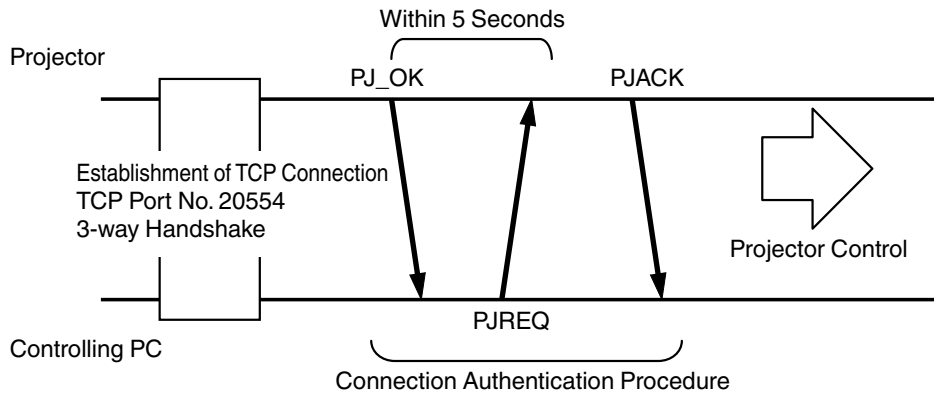 Within 5 Seconds
Projector
PJ_OK
PJACK
Establishment of TCP Connection
TCP Port No. 20554
3-way Handshake
Projector Control
PJREQ
Controlling PC
Connection Authentication Procedure